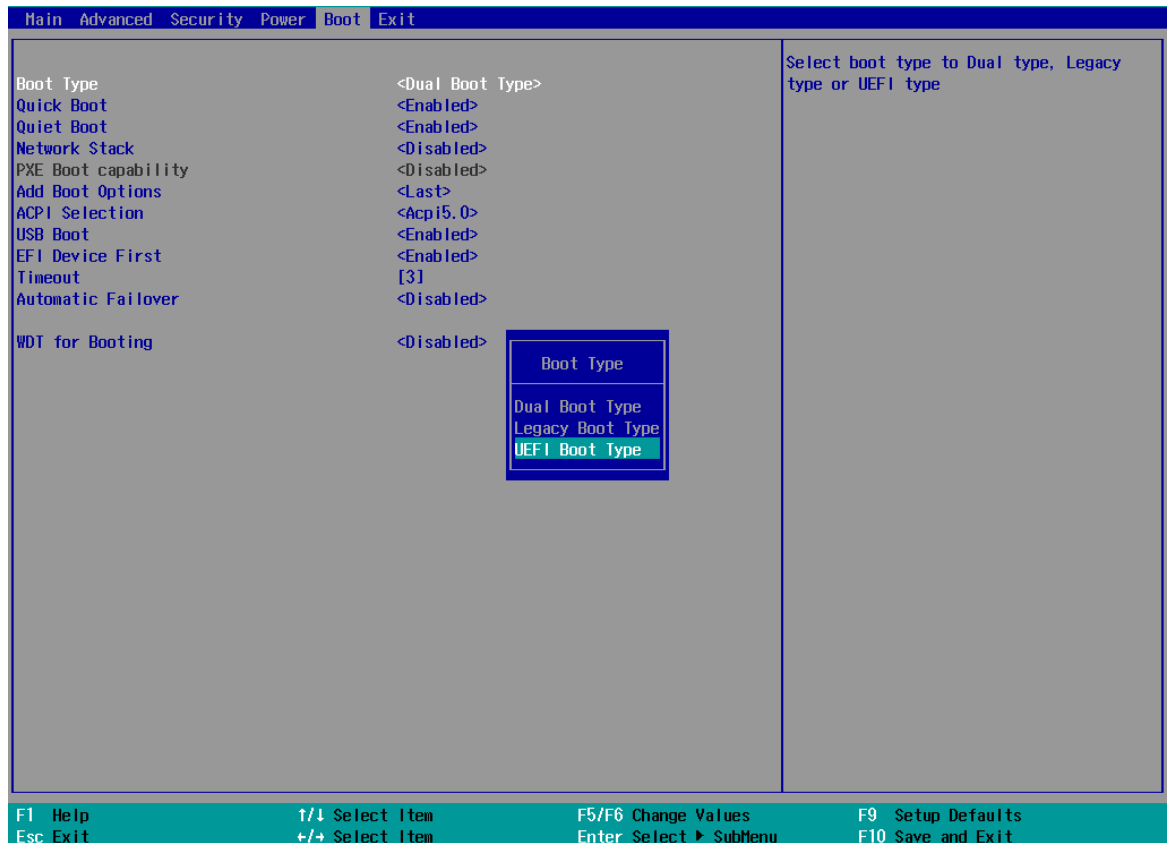 Main Advanced Security Power Boot Exit
Boot Type <Dual Boot Type>
Quick Boot <Enabled>
Quiet Boot <Enabled>
Network Stack <Disabled>
PXE Boot capability <Disabled>
Add Boot Options <Last>
ACPI Selection <Acpi5.0>
USB Boot <Enabled>
EFI Device First <Enabled>
Timeout [3]
Automatic Failover <Disabled>
WDT for Booting <Disabled>
Boot Type
Dual Boot Type
Legacy Boot Type
UEFI Boot Type
Select boot type to Dual type, Legacy
type or UEFI type
F1 Help ↑/↓ Select Item F5/F6 Change Values F9 Setup Defaults
Esc Exit ←/→ Select Item Enter Select ▶ SubMenu F10 Save and Exit